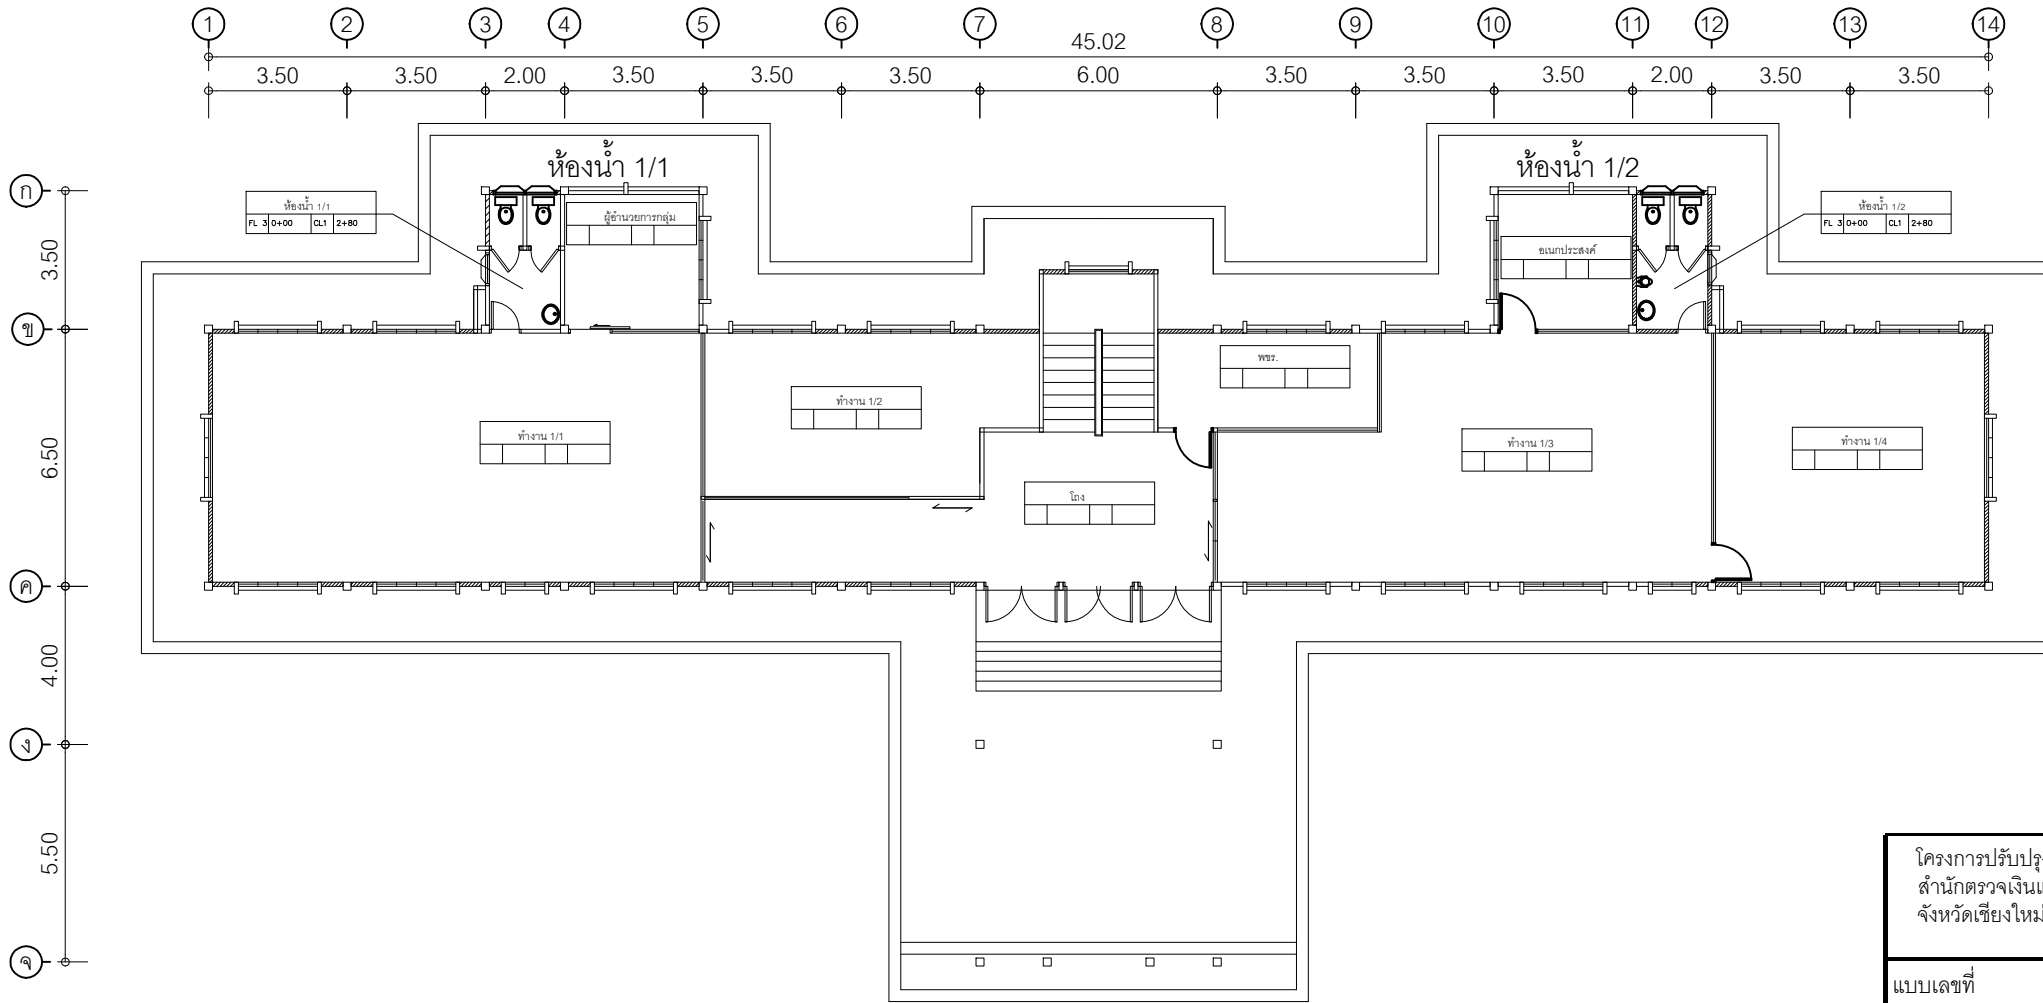 1 2 3 4 5 6 7 8 9 10 11 12 13 14
45.02
3.50 3.50 2.00 3.50 3.50 3.50 6.00 3.50 3.50 3.50 2.00 3.50 3.50
ห้องน้ำ 1/1
ห้องน้ำ 1/2
ก
ห้องน้ำ 1/1
FL 3 0+00 CL1 2+80
ผู้อำนวยการกลุ่ม
อเนกประสงค์
ห้องน้ำ 1/2
FL 3 0+00 CL1 2+80
3.50
ข
พขร.
ทำงาน 1/2
ทำงาน 1/1
ทำงาน 1/3
ทำงาน 1/4
6.50
โถง
ค
4.00
ง
5.50
จ
โครงการปรับปรุ
สำนักตรวจเงินแ
จังหวัดเชียงใหม่
แบบเลขที่